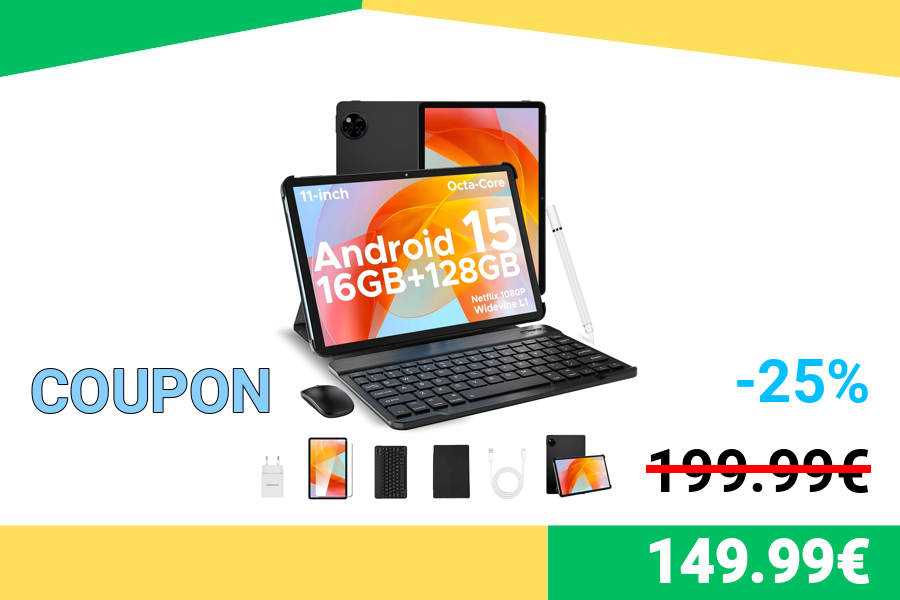 11-inch
Octa-Core
Android 15
16GB+128GB
Netflix 1080P
Widevine L1
COUPON
-25%
199.99€
149.99€